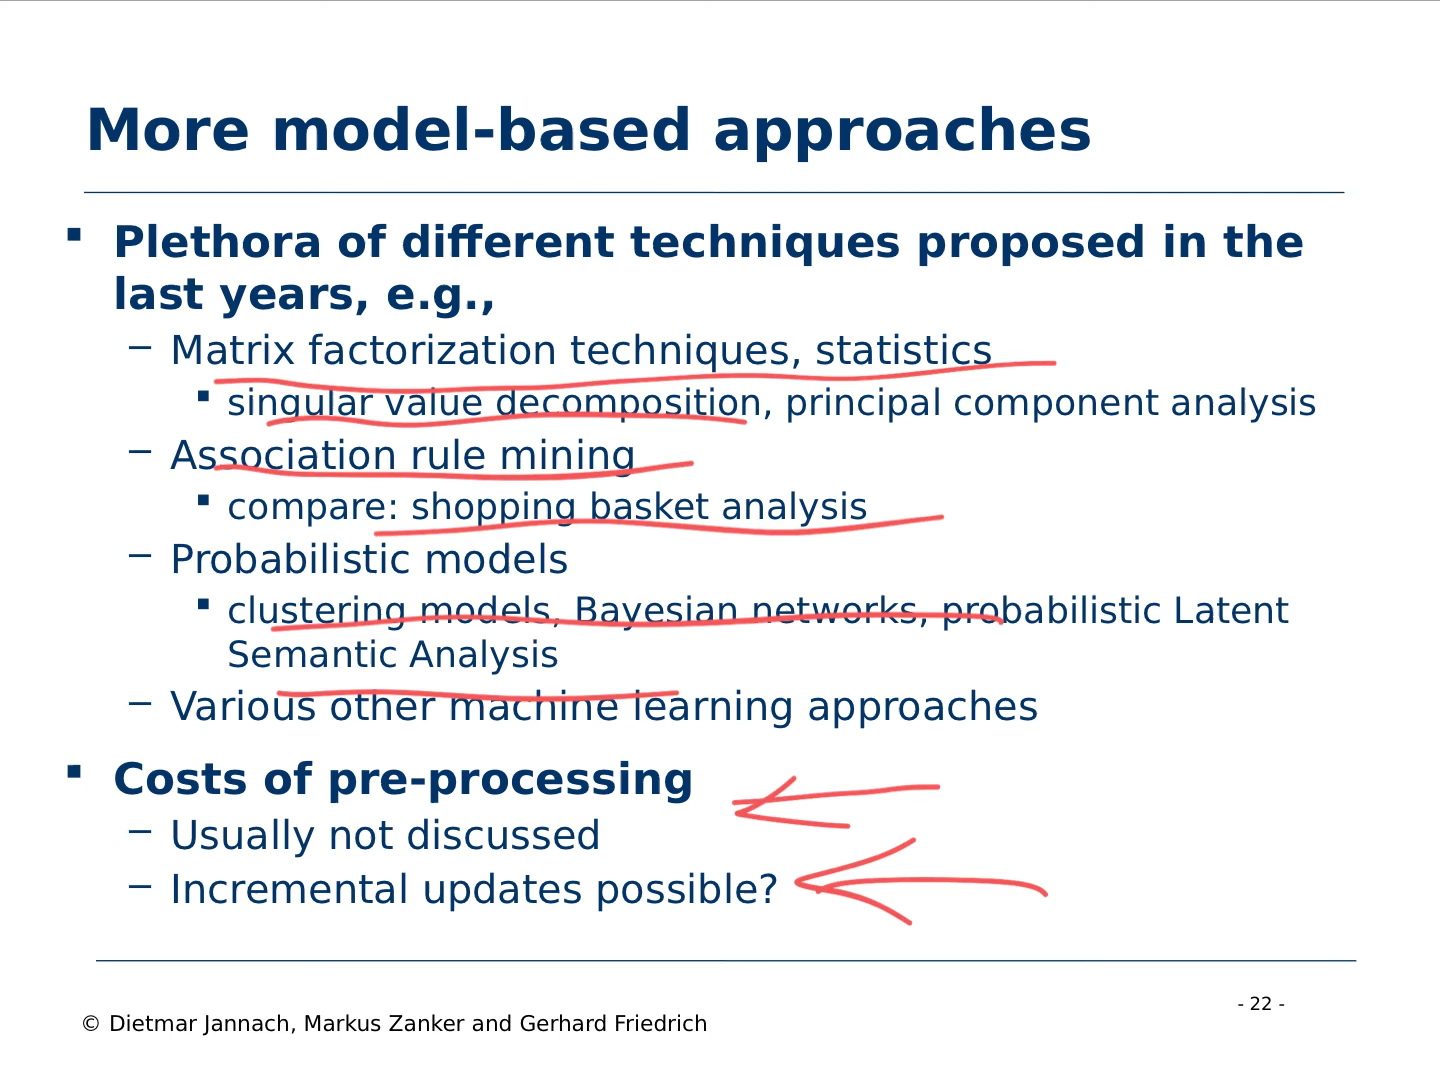 More model-based approaches
▪ Plethora of different techniques proposed in the
last years, e.g.,
– Matrix factorization techniques, statistics
▪ singular value decomposition, principal component analysis
– Association rule mining
▪ compare: shopping basket analysis
– Probabilistic models
▪ clustering models, Bayesian networks, probabilistic Latent
Semantic Analysis
– Various other machine learning approaches
▪ Costs of pre-processing
– Usually not discussed
– Incremental updates possible?
- 22 -
© Dietmar Jannach, Markus Zanker and Gerhard Friedrich